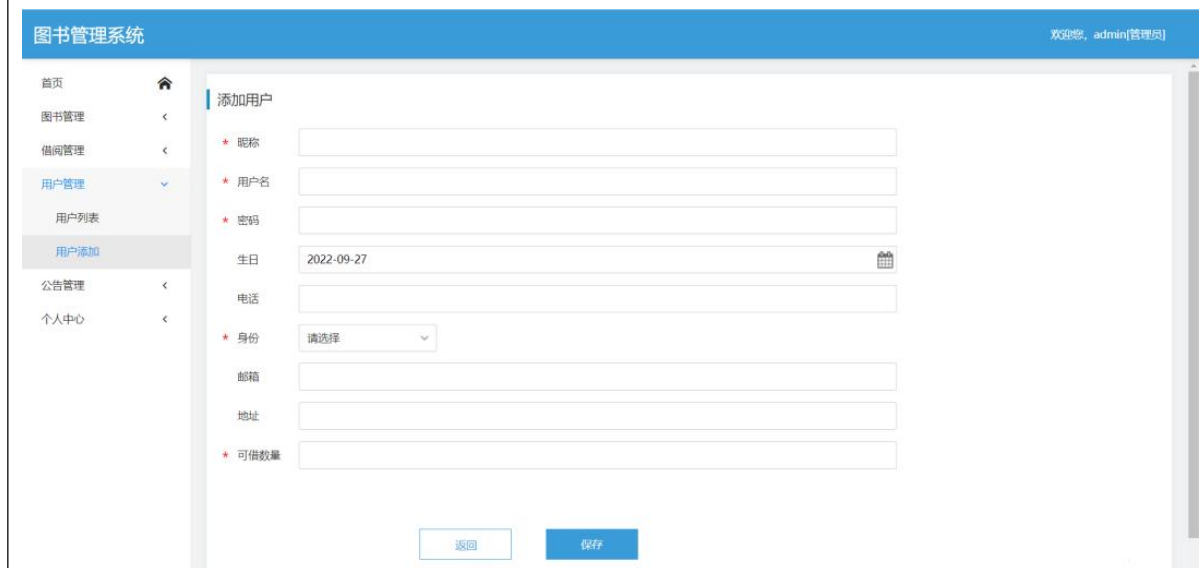 图书管理系统
欢迎您，admin[管理员]
首页
图书管理
借阅管理
用户管理
用户列表
用户添加
公告管理
个人中心
添加用户
* 昵称
* 用户名
* 密码
生日 2022-09-27
电话
* 身份 请选择
邮箱
地址
* 可借数量
返回 保存